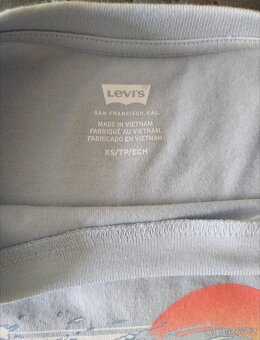 Levi's
SAN FRANCISCO, CAL
MADE IN VIETNAM
FABRIQUÉ AU VIETNAM
FABRICADO EN VIETNAM
XS/TP/ECH